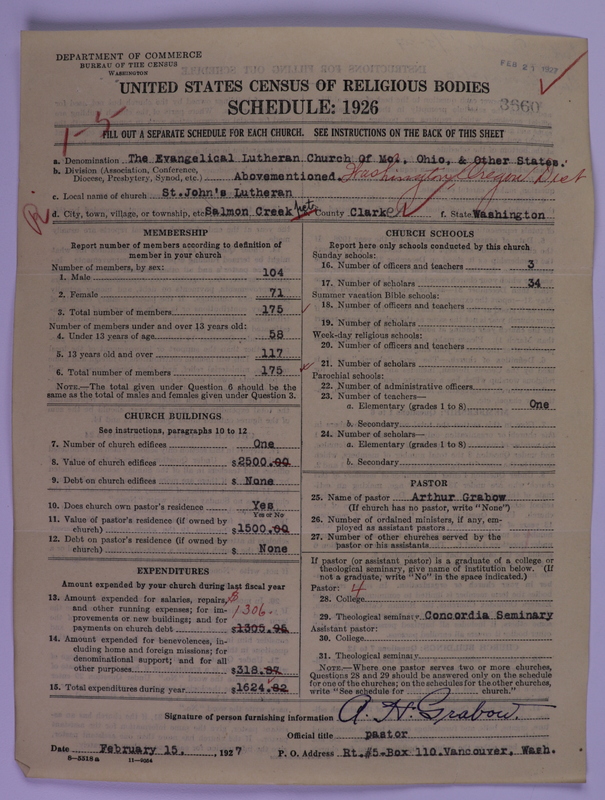 DEPARTMENT OF COMMERCE
BUREAU OF THE CENSUS
WASHINGTON
FEB 21 1927
UNITED STATES CENSUS OF RELIGIOUS BODIES
SCHEDULE: 1926
3660
1-5
FILL OUT A SEPARATE SCHEDULE FOR EACH CHURCH. SEE INSTRUCTIONS ON THE BACK OF THIS SHEET
a. Denomination The Evangelical Lutheran Church Of Mo., Ohio, & Other States.
b. Division (Association, Conference, Diocese, Presbytery, Synod, etc.) Abovementioned. Washington Oregon Dist
c. Local name of church St.John's Lutheran
R.
d. City, town, village, or township, etc. Salmon Creek County Clark f. State Washington
MEMBERSHIP
Report number of members according to definition of member in your church
Number of members, by sex:
1. Male 104
2. Female 71
3. Total number of members 175
Number of members under and over 13 years old:
4. Under 13 years of age 58
5. 13 years old and over 117
6. Total number of members 175
NOTE.—The total given under Question 6 should be the same as the total of males and females given under Question 3.
CHURCH BUILDINGS
See instructions, paragraphs 10 to 12
7. Number of church edifices One
8. Value of church edifices $2500.00
9. Debt on church edifices $ None
10. Does church own pastor's residence Yes
Yes or No
11. Value of pastor's residence (if owned by church) $1500.00
12. Debt on pastor's residence (if owned by church) $ None
EXPENDITURES
Amount expended by your church during last fiscal year
13. Amount expended for salaries, repairs, and other running expenses; for improvements or new buildings; and for payments on church debt $1305.95
$ 1306.
14. Amount expended for benevolences, including home and foreign missions; for denominational support; and for all other purposes $318.87
15. Total expenditures during year $1624.82
CHURCH SCHOOLS
Report here only schools conducted by this church
Sunday schools:
16. Number of officers and teachers 3
17. Number of scholars 34
Summer vacation Bible schools:
18. Number of officers and teachers
19. Number of scholars
Week-day religious schools:
20. Number of officers and teachers
21. Number of scholars
Parochial schools:
22. Number of administrative officers
23. Number of teachers—
a. Elementary (grades 1 to 8) One
b. Secondary
24. Number of scholars—
a. Elementary (grades 1 to 8)
b. Secondary
PASTOR
25. Name of pastor Arthur Grabow
(If church has no pastor, write "None")
26. Number of ordained ministers, if any, employed as assistant pastors
27. Number of other churches served by the pastor or his assistants
If pastor (or assistant pastor) is a graduate of a college or theological seminary, give name of institution below. (If not a graduate, write "No" in the space indicated.)
Pastor: 4
28. College
29. Theological seminary Concordia Seminary
Assistant pastor:
30. College
31. Theological seminary
NOTE.—Where one pastor serves two or more churches, Questions 28 and 29 should be answered only on the schedule for one of the churches; on the schedules for the other churches, write "See schedule for church."
Signature of person furnishing information A. H. Grabow.
Official title pastor
Date February 15, 1927 P. O. Address Rt.#5-Box 110.Vancouver, Wash.
8-5318 a 11-9054